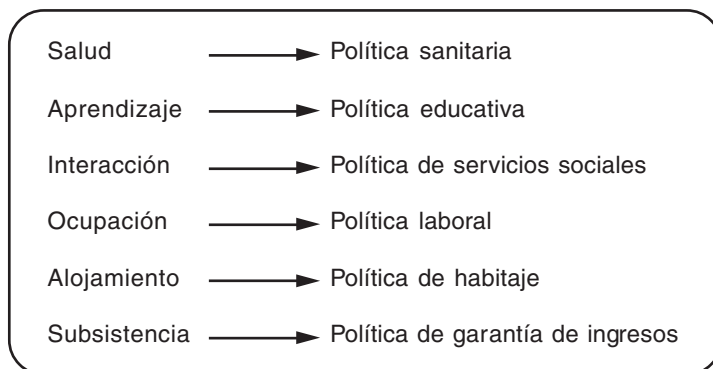 Salud Política sanitaria
Aprendizaje Política educativa
Interacción Política de servicios sociales
Ocupación Política laboral
Alojamiento Política de habitaje
Subsistencia Política de garantía de ingresos